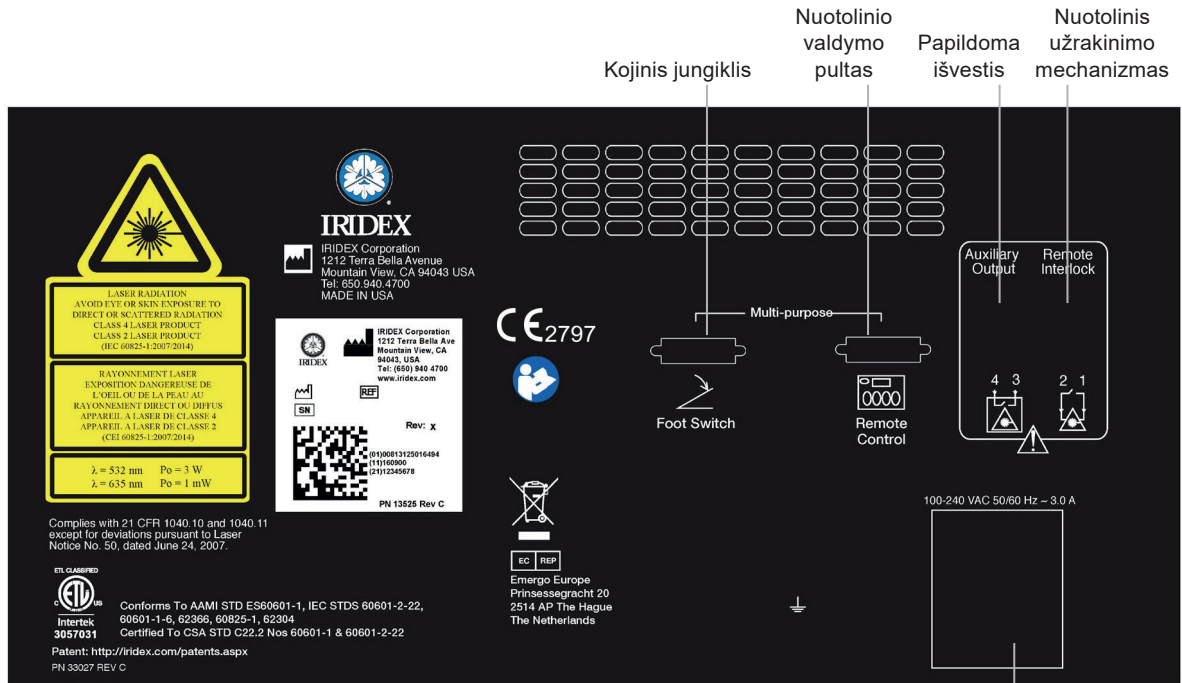 Kojinis jungiklis
Nuotolinio
valdymo
pultas
Papildoma
išvestis
Nuotolinis
užrakinimo
mechanizmas
LASER RADIATION
AVOID EYE OR SKIN EXPOSURE TO
DIRECT OR SCATTERED RADIATION
CLASS 4 LASER PRODUCT
CLASS 2 LASER PRODUCT
(IEC 60825-1:2007/2014)
RAYONNEMENT LASER
EXPOSITION DANGEREUSE DE
L'OEIL OU DE LA PEAU AU
RAYONNEMENT DIRECT OU DIFFUS
APPAREIL A LASER DE CLASSE 4
APPAREIL A LASER DE CLASSE 2
(CEI 60825-1:2007/2014)
λ = 532 nm Po = 3 W
λ = 635 nm Po = 1 mW
Complies with 21 CFR 1040.10 and 1040.11
except for deviations pursuant to Laser
Notice No. 50, dated June 24, 2007.
ETL CLASSIFIED
C ETL US
Intertek
3057031
Conforms To AAMI STD ES60601-1, IEC STDS 60601-2-22,
60601-1-6, 62366, 60825-1, 62304
Certified To CSA STD C22.2 Nos 60601-1 & 60601-2-22
Patent: http://iridex.com/patents.aspx
PN 33027 REV C
IRIDEX
IRIDEX Corporation
1212 Terra Bella Avenue
Mountain View, CA 94043 USA
Tel: 650.940.4700
MADE IN USA
IRIDEX
IRIDEX Corporation
1212 Terra Bella Ave
Mountain View, CA
94043, USA
Tel: (650) 940 4700
www.iridex.com
REF
SN
Rev: x
(01)00813125016494
(11)160900
(21)12345678
PN 13525 Rev C
CE2797
EC REP
Emergo Europe
Prinsessegracht 20
2514 AP The Hague
The Netherlands
Multi-purpose
Foot Switch
Remote
Control
Auxiliary
Output
Remote
Interlock
4 3
2 1
100-240 VAC 50/60 Hz ~ 3.0 A